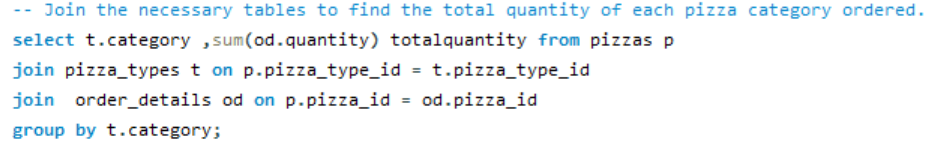 -- Join the necessary tables to find the total quantity of each pizza category ordered.
select t.category ,sum(od.quantity) totalquantity from pizzas p
join pizza_types t on p.pizza_type_id = t.pizza_type_id
join  order_details od on p.pizza_id = od.pizza_id
group by t.category;